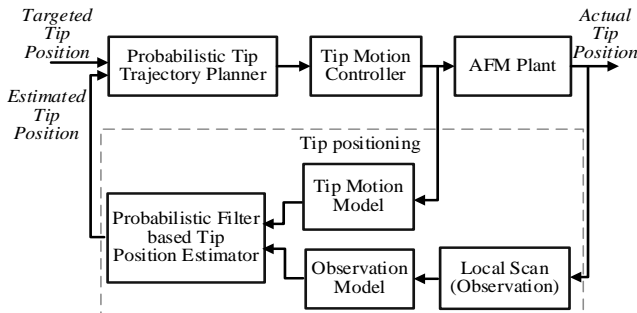 Targeted
Tip
Position
Probabilistic Tip
Trajectory Planner
Tip Motion
Controller
AFM Plant
Actual
Tip
Position
Estimated
Tip
Position
Tip positioning
Tip Motion
Model
Probabilistic Filter
based Tip
Position Estimator
Observation
Model
Local Scan
(Observation)